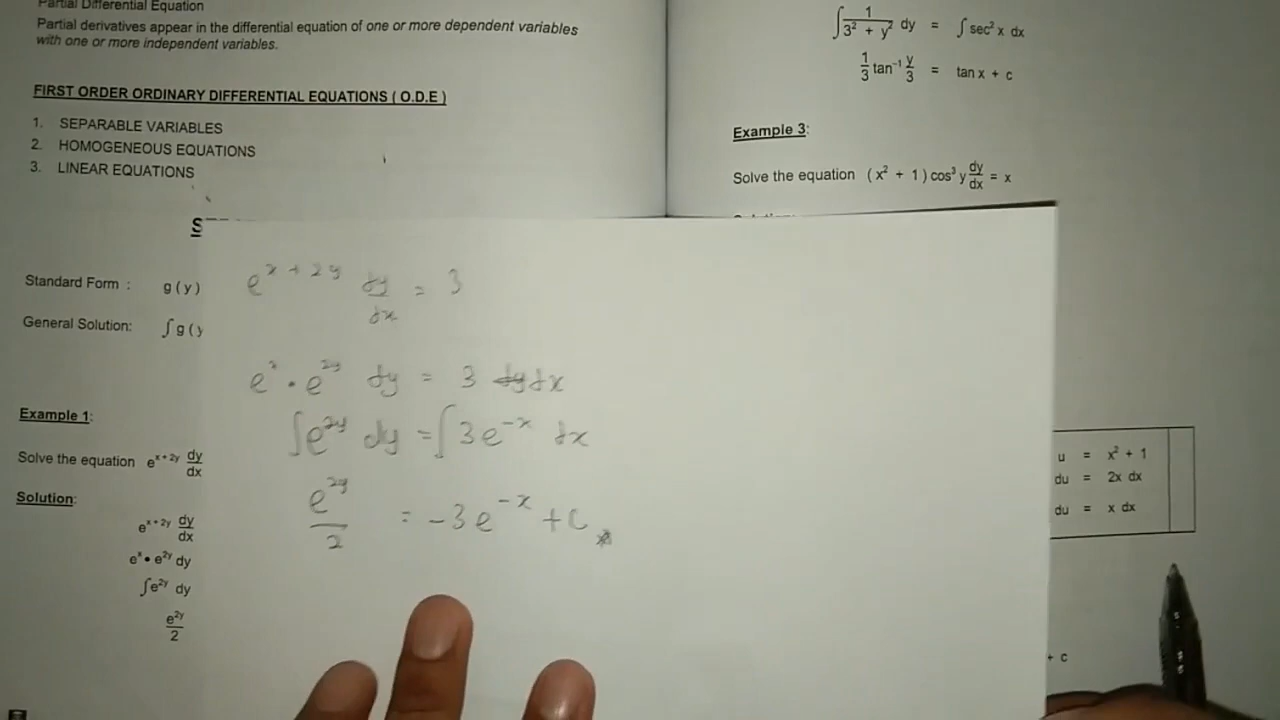 Partial Differential Equation
Partial derivatives appear in the differential equation of one or more dependent variables
with one or more independent variables.
FIRST ORDER ORDINARY DIFFERENTIAL EQUATIONS ( O.D.E )
1. SEPARABLE VARIABLES
2. HOMOGENEOUS EQUATIONS
3. LINEAR EQUATIONS
S
Standard Form : g(y)
General Solution: ∫g(y
Example 1:
Solve the equation e^(x+2y) dy/dx
Solution:
e^(x+2y) dy/dx
e^x • e^(2y) dy
∫e^(2y) dy
e^(2y)/2
e^(x+2y) dy/dx = 3
e^x • e^(2y) dy = 3 dx
∫e^(2y) dy = ∫3e^(-x) dx
e^(2y)/2 = -3e^(-x) + c
∫ 1/(3² + y²) dy = ∫ sec² x dx
1/3 tan⁻¹ y/3 = tan x + c
Example 3:
Solve the equation (x² + 1) cos³ y dy/dx = x
u = x² + 1
du = 2x dx
du = x dx
+ c